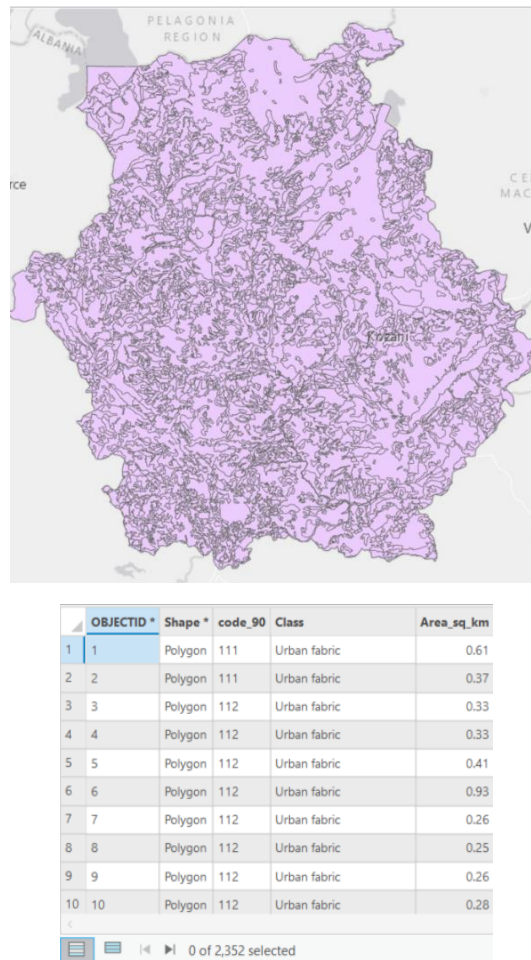 PELAGONIA
REGION
ALBANIA
rce
CE
MAC
V
Kozani
OBJECTID * Shape * code_90 Class Area_sq_km
1 1 Polygon 111 Urban fabric 0.61
2 2 Polygon 111 Urban fabric 0.37
3 3 Polygon 112 Urban fabric 0.33
4 4 Polygon 112 Urban fabric 0.33
5 5 Polygon 112 Urban fabric 0.41
6 6 Polygon 112 Urban fabric 0.93
7 7 Polygon 112 Urban fabric 0.26
8 8 Polygon 112 Urban fabric 0.25
9 9 Polygon 112 Urban fabric 0.26
10 10 Polygon 112 Urban fabric 0.28
0 of 2,352 selected